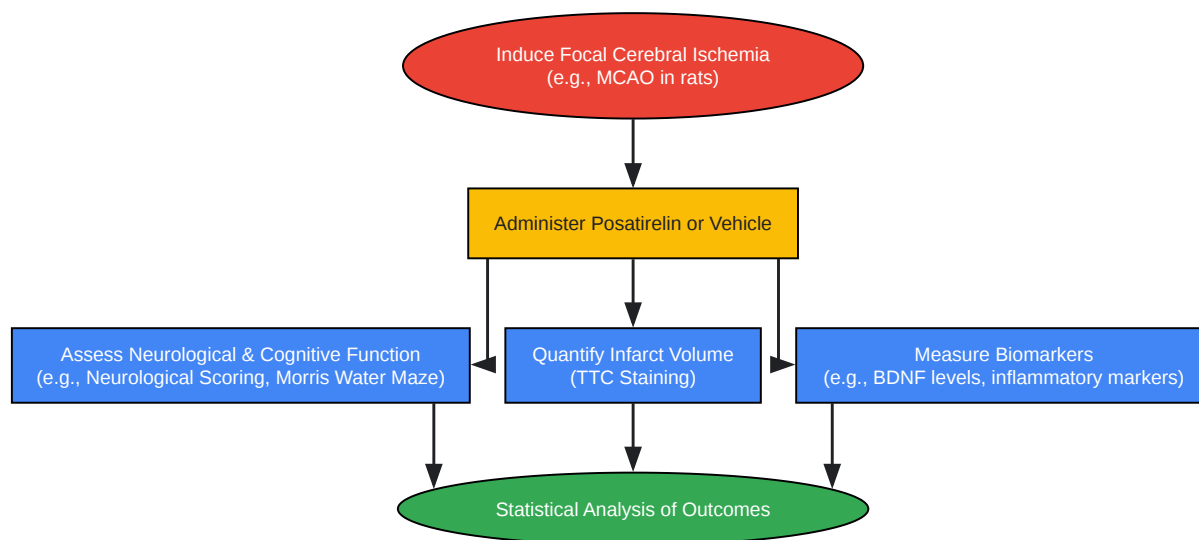 Induce Focal Cerebral Ischemia
(e.g., MCAO in rats)
Administer Posatirelin or Vehicle
Assess Neurological & Cognitive Function
(e.g., Neurological Scoring, Morris Water Maze)
Quantify Infarct Volume
(TTC Staining)
Measure Biomarkers
(e.g., BDNF levels, inflammatory markers)
Statistical Analysis of Outcomes